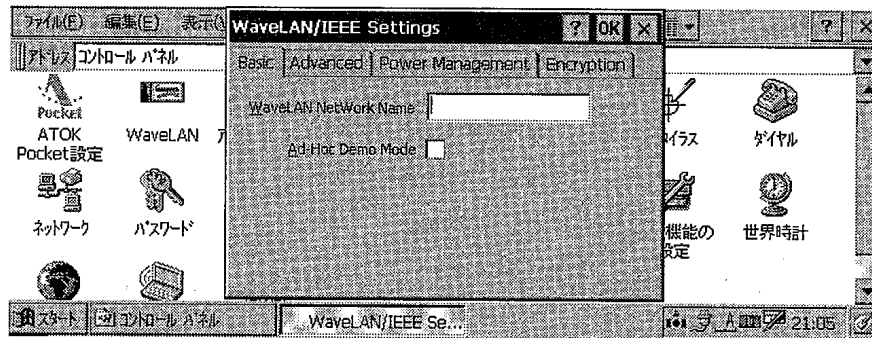 ファイル(F) 編集(E) 表示(V
アドレス コントロール パネル
WaveLAN/IEEE Settings ? OK ×
Basic Advanced Power Management Encryption
WaveLAN NetWork Name
Ad-Hot Demo Mode
? ×
Pocket
ATOK
Pocket設定
WaveLAN
ダイヤル
ネットワーク
パスワード
機能の
設定
世界時計
スタート コントロール パネル WaveLAN/IEEE Se... 21:05